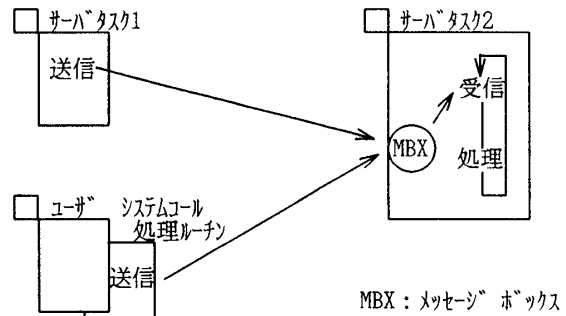 サーバタスク1
送信
サーバタスク2
受信
MBX
処理
ユーザ
システムコール
処理ルーチン
送信
MBX：メッセージ ボックス